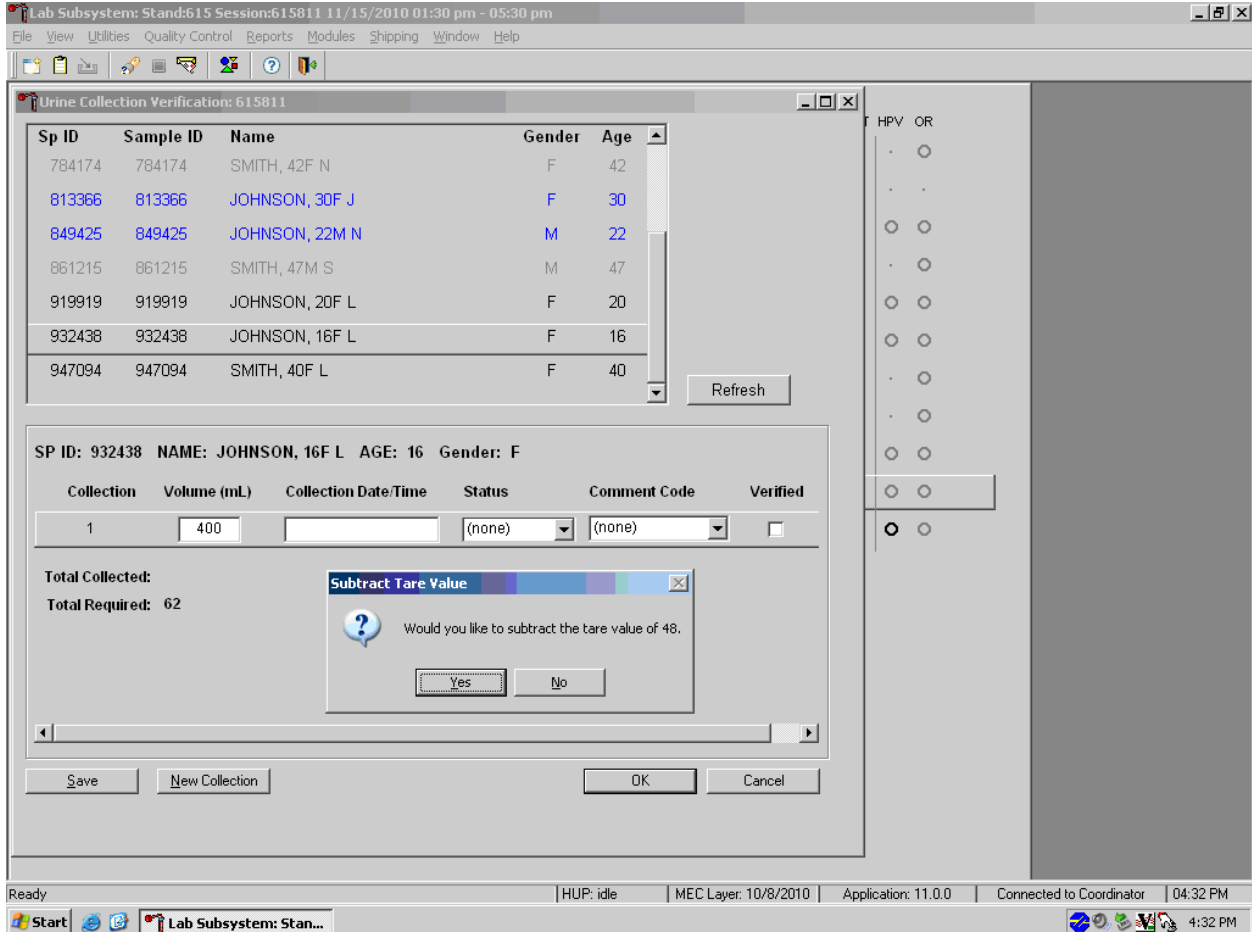 Lab Subsystem: Stand:615 Session:615811 11/15/2010 01:30 pm - 05:30 pm
File View Utilities Quality Control Reports Modules Shipping Window Help
Urine Collection Verification: 615811
T HPV OR
Sp ID Sample ID Name Gender Age
784174 784174 SMITH, 42F N F 42
813366 813366 JOHNSON, 30F J F 30
849425 849425 JOHNSON, 22M N M 22
861215 861215 SMITH, 47M S M 47
919919 919919 JOHNSON, 20F L F 20
932438 932438 JOHNSON, 16F L F 16
947094 947094 SMITH, 40F L F 40
Refresh
SP ID: 932438 NAME: JOHNSON, 16F L AGE: 16 Gender: F
Collection Volume (mL) Collection Date/Time Status Comment Code Verified
1 400 (none) (none)
Total Collected:
Total Required: 62
Subtract Tare Value
Would you like to subtract the tare value of 48.
Yes No
Save New Collection OK Cancel
Ready HUP: idle MEC Layer: 10/8/2010 Application: 11.0.0 Connected to Coordinator 04:32 PM
Start Lab Subsystem: Stan... 4:32 PM